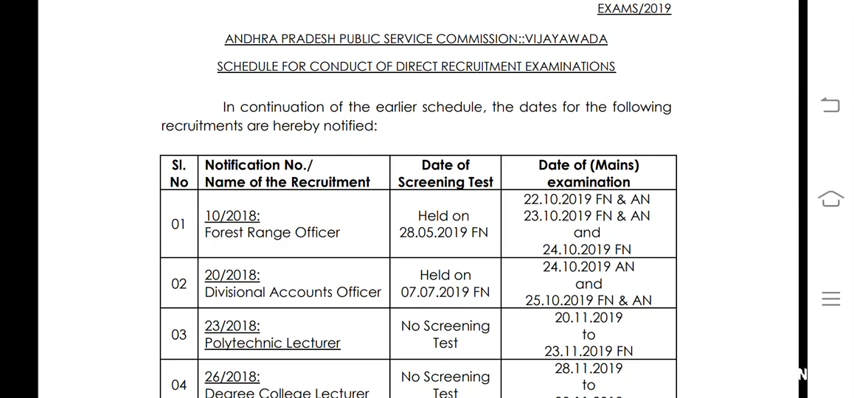 EXAMS/2019
ANDHRA PRADESH PUBLIC SERVICE COMMISSION;;VIJAYAWADA
SCHEDULE FOR CONDUCT OF DIRECT RECRUITMENT EXAMINATIONS
In continuation of the earlier schedule, the dates for the following
recruitments are hereby notified:
Sl. No Notification No./ Name of the Recruitment Date of Screening Test Date of (Mains) examination
01 10/2018: Forest Range Officer Held on 28.05.2019 FN 22.10.2019 FN & AN 23.10.2019 FN & AN and 24.10.2019 FN
02 20/2018: Divisional Accounts Officer Held on 07.07.2019 FN 24.10.2019 AN and 25.10.2019 FN & AN
03 23/2018: Polytechnic Lecturer No Screening Test 20.11.2019 to 23.11.2019 FN
04 26/2018: Degree College Lecturer No Screening Test 28.11.2019 to
N